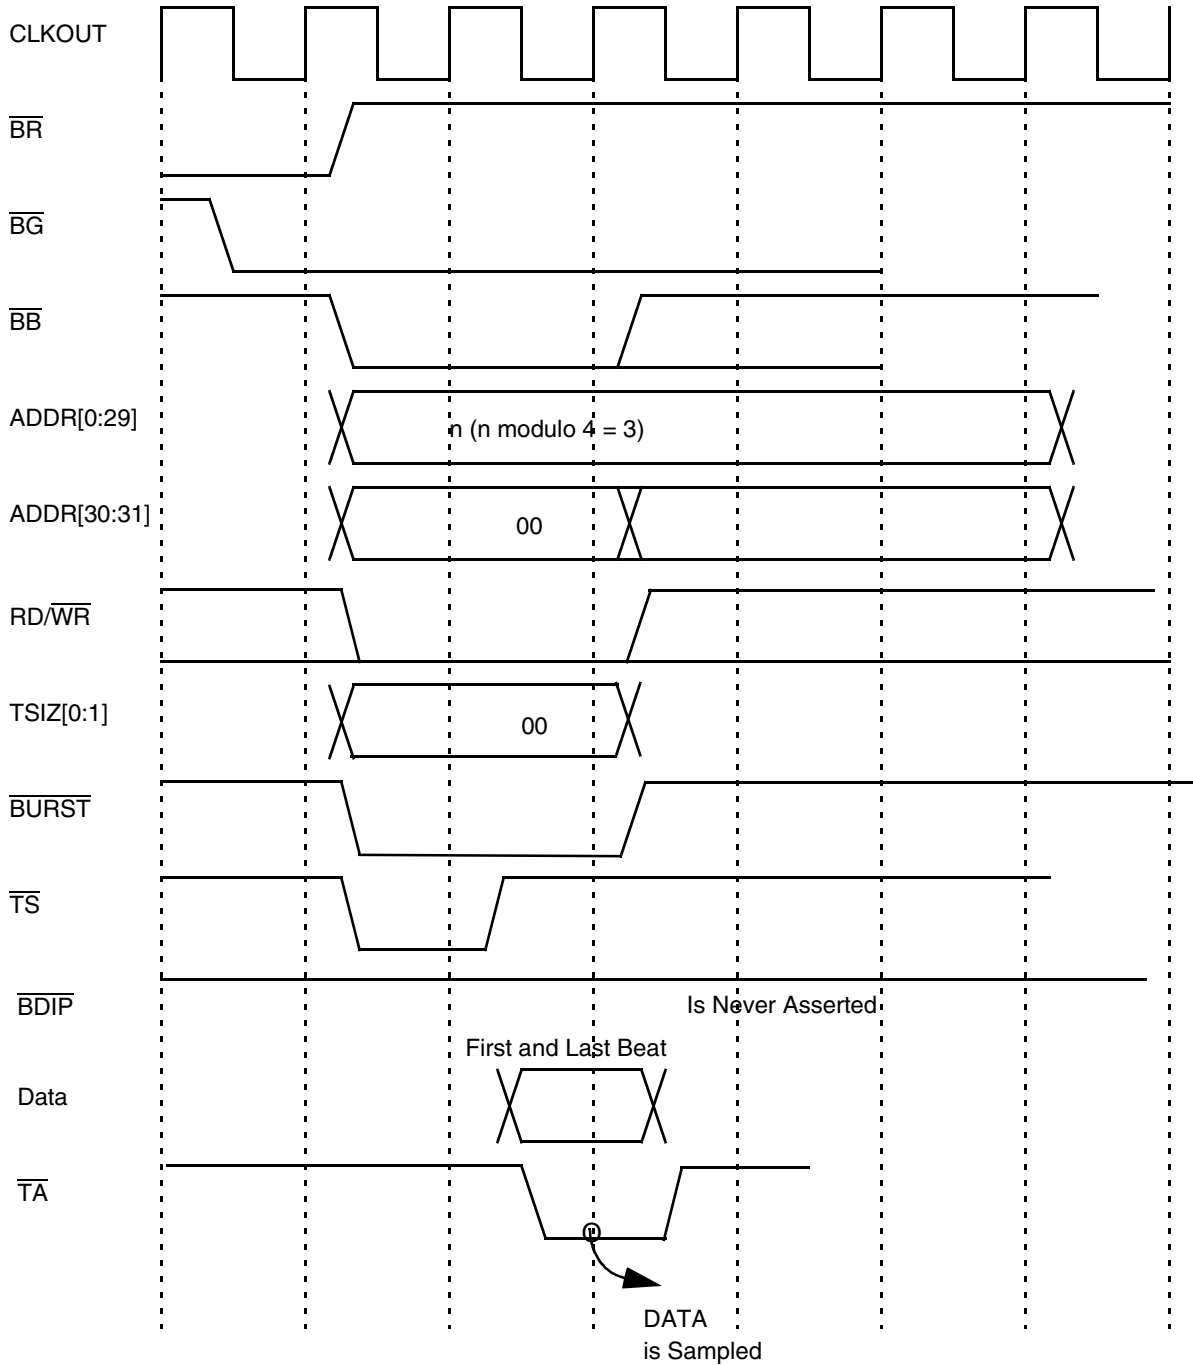 CLKOUT
BR
BG
BB
ADDR[0:29]
n (n modulo 4 = 3)
ADDR[30:31]
00
RD/WR
TSIZ[0:1]
00
BURST
TS
BDIP
Is Never Asserted
First and Last Beat
Data
TA
DATA
is Sampled